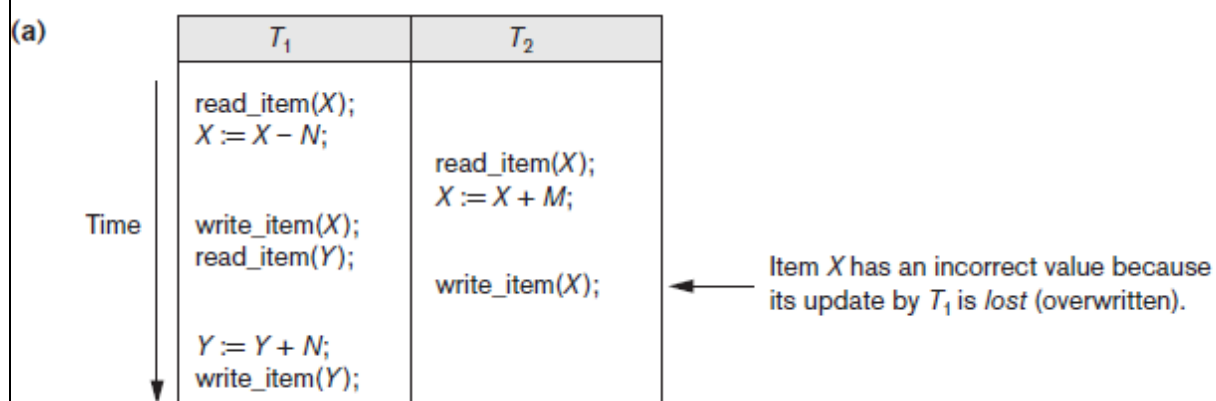 (a)
T₁ T₂
read_item(X);
X := X – N;
read_item(X);
X := X + M;
Time
write_item(X);
read_item(Y);
write_item(X);
Item X has an incorrect value because
its update by T₁ is lost (overwritten).
Y := Y + N;
write_item(Y);